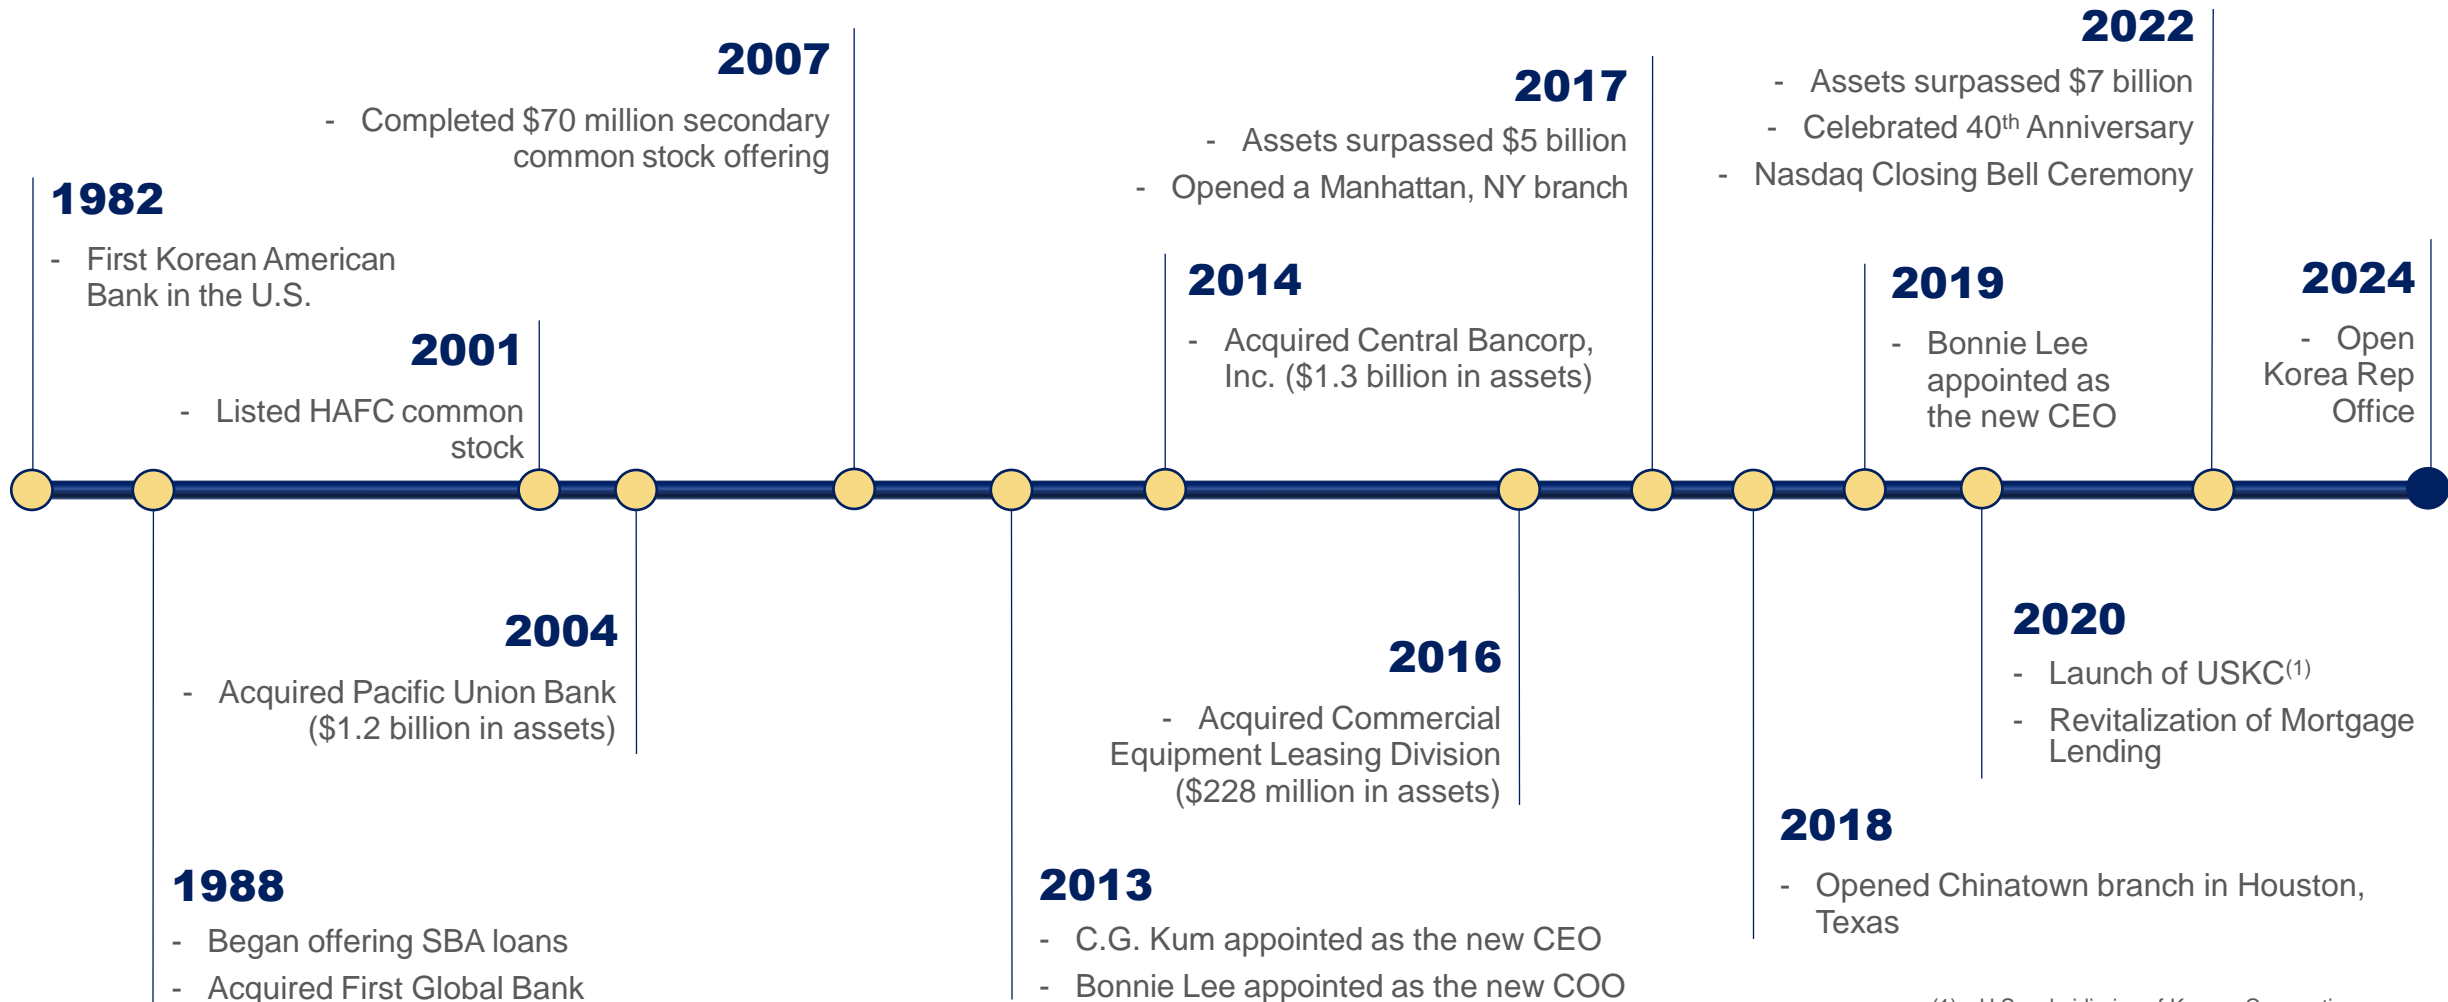 1982
- First Korean American
Bank in the U.S.
1988
- Began offering SBA loans
- Acquired First Global Bank
2001
- Listed HAFC common
stock
2004
- Acquired Pacific Union Bank
($1.2 billion in assets)
2007
- Completed $70 million secondary
common stock offering
2013
- C.G. Kum appointed as the new CEO
- Bonnie Lee appointed as the new COO
2014
- Acquired Central Bancorp,
Inc. ($1.3 billion in assets)
2016
- Acquired Commercial
Equipment Leasing Division
($228 million in assets)
2017
- Assets surpassed $5 billion
- Opened a Manhattan, NY branch
2018
- Opened Chinatown branch in Houston,
Texas
2019
- Bonnie Lee
appointed as
the new CEO
2020
- Launch of USKC(1)
- Revitalization of Mortgage
Lending
2022
- Assets surpassed $7 billion
- Celebrated 40th Anniversary
- Nasdaq Closing Bell Ceremony
2024
- Open
Korea Rep
Office